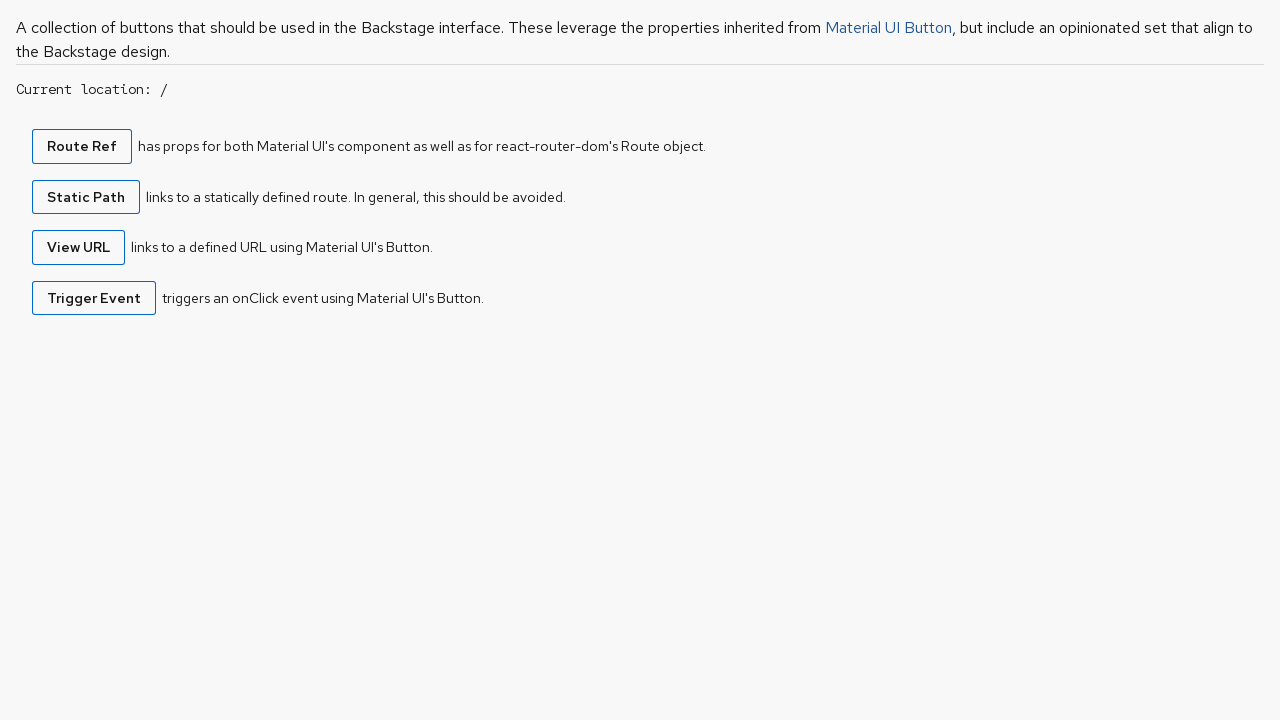 A collection of buttons that should be used in the Backstage interface. These leverage the properties inherited from Material UI Button, but include an opinionated set that align to
the Backstage design.
Current location: /
Route Ref has props for both Material UI's component as well as for react-router-dom's Route object.
Static Path links to a statically defined route. In general, this should be avoided.
View URL links to a defined URL using Material UI's Button.
Trigger Event triggers an onClick event using Material UI's Button.